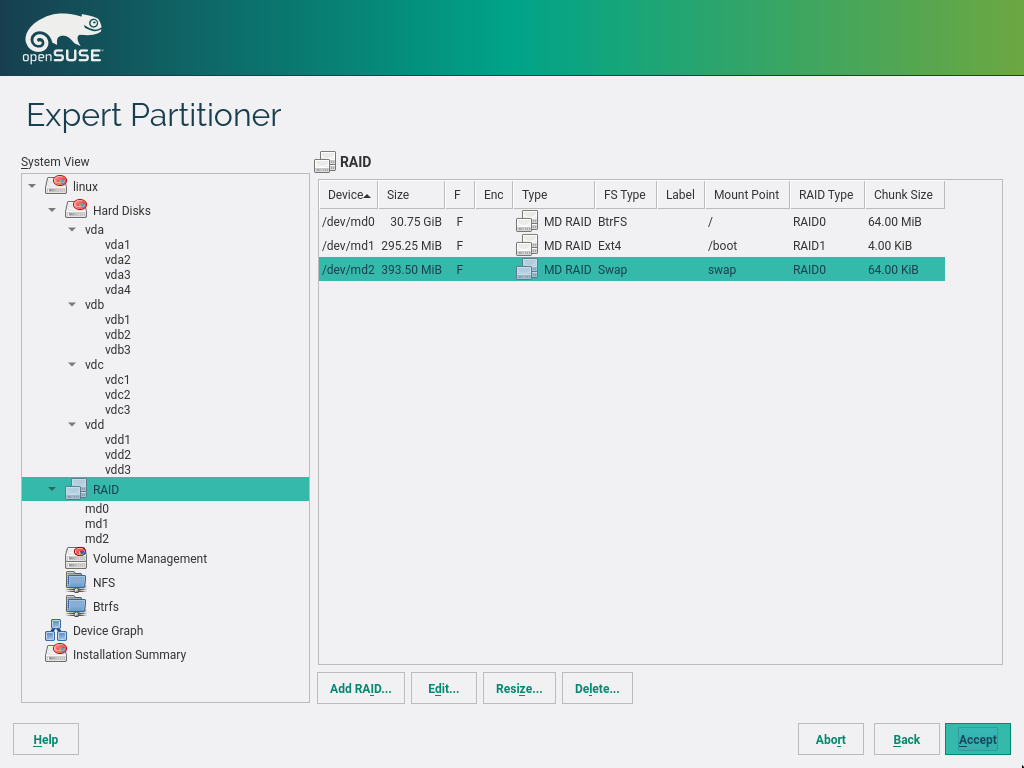 openSUSE
Expert Partitioner
System View
linux
Hard Disks
vda
vda1
vda2
vda3
vda4
vdb
vdb1
vdb2
vdb3
vdc
vdc1
vdc2
vdc3
vdd
vdd1
vdd2
vdd3
RAID
md0
md1
md2
Volume Management
NFS
Btrfs
Device Graph
Installation Summary
RAID
Device Size F Enc Type FS Type Label Mount Point RAID Type Chunk Size
/dev/md0 30.75 GiB F MD RAID BtrFS / RAID0 64.00 MiB
/dev/md1 295.25 MiB F MD RAID Ext4 /boot RAID1 4.00 KiB
/dev/md2 393.50 MiB F MD RAID Swap swap RAID0 64.00 KiB
Add RAID... Edit... Resize... Delete...
Help Abort Back Accept